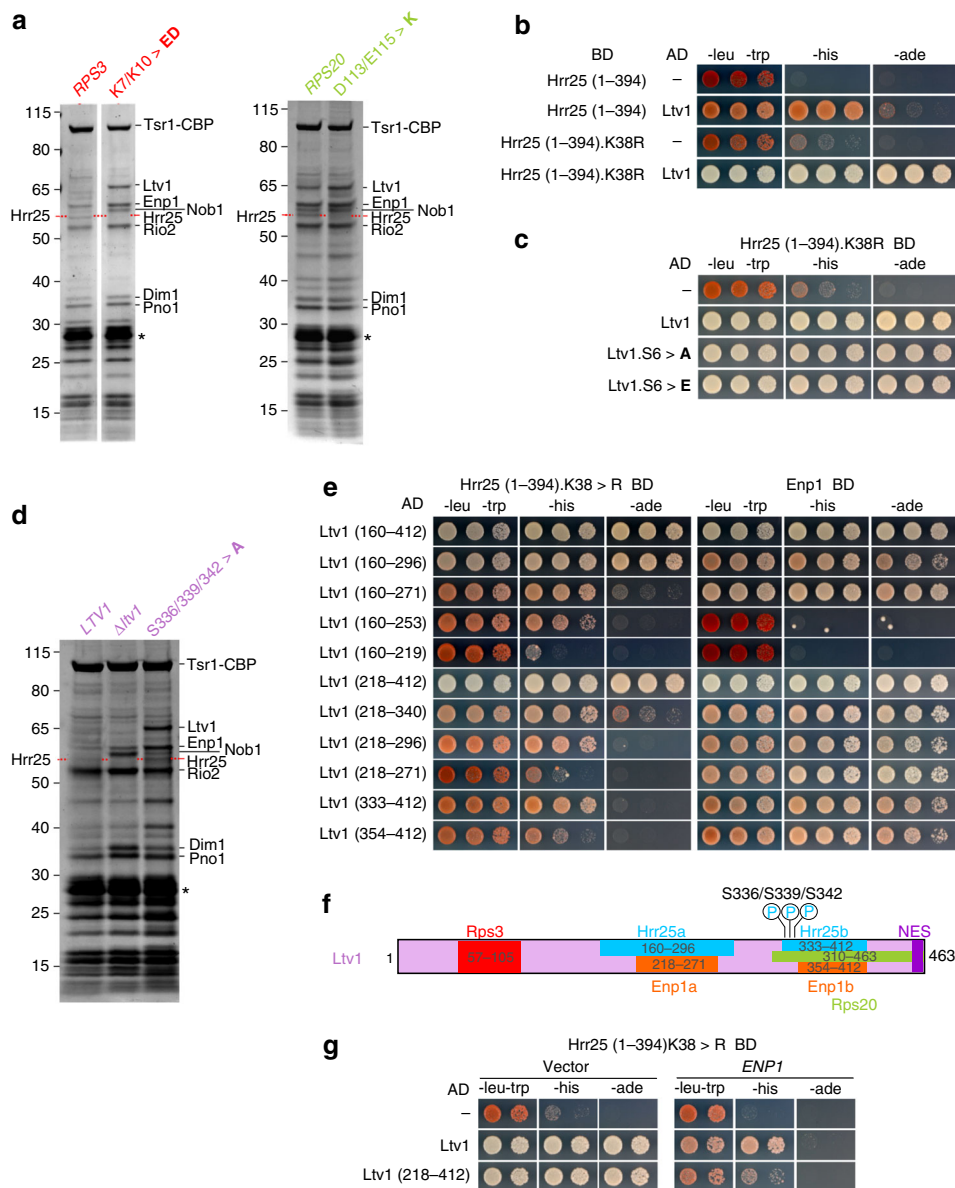 a
RPS3
K7/K10 > ED
115
80
65
50
40
30
25
15
Hrr25
Tsr1-CBP
Ltv1
Enp1
Nob1
Hrr25
Rio2
Dim1
Pno1
*
RPS20
D113/E115 > K
115
80
65
50
40
30
25
15
Hrr25
Tsr1-CBP
Ltv1
Enp1
Nob1
Hrr25
Rio2
Dim1
Pno1
*
b
BD AD -leu -trp -his -ade
Hrr25 (1–394) –
Hrr25 (1–394) Ltv1
Hrr25 (1–394).K38R –
Hrr25 (1–394).K38R Ltv1
c
Hrr25 (1–394).K38R BD
AD -leu -trp -his -ade
–
Ltv1
Ltv1.S6 > A
Ltv1.S6 > E
d
LTV1
Δltv1
S336/339/342 > A
115
80
65
50
40
30
25
15
Hrr25
Tsr1-CBP
Ltv1
Enp1
Nob1
Hrr25
Rio2
Dim1
Pno1
*
e
Hrr25 (1–394).K38 > R BD Enp1 BD
AD -leu -trp -his -ade -leu -trp -his -ade
Ltv1 (160–412)
Ltv1 (160–296)
Ltv1 (160–271)
Ltv1 (160–253)
Ltv1 (160–219)
Ltv1 (218–412)
Ltv1 (218–340)
Ltv1 (218–296)
Ltv1 (218–271)
Ltv1 (333–412)
Ltv1 (354–412)
f
S336/S339/S342
P P P
Rps3 Hrr25a Hrr25b NES
Ltv1 1 160–296 333–412 463
218–271 310–463
354–412
Enp1a Enp1b
Rps20
g
Hrr25 (1–394)K38 > R BD
Vector ENP1
AD -leu-trp -his -ade -leu-trp -his -ade
–
Ltv1
Ltv1 (218–412)